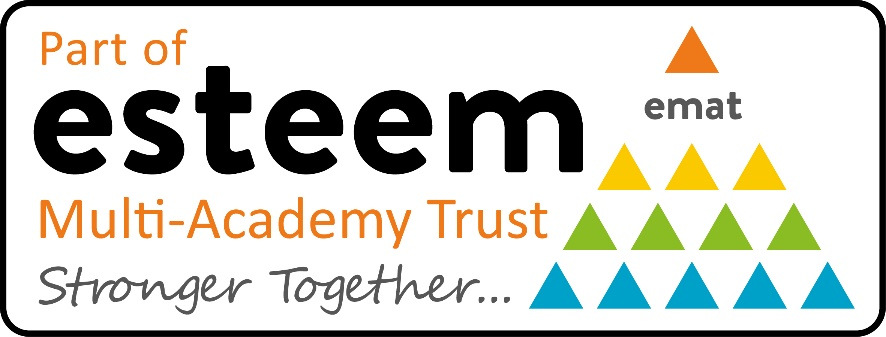 Part of
esteem
emat
Multi-Academy Trust
Stronger Together...